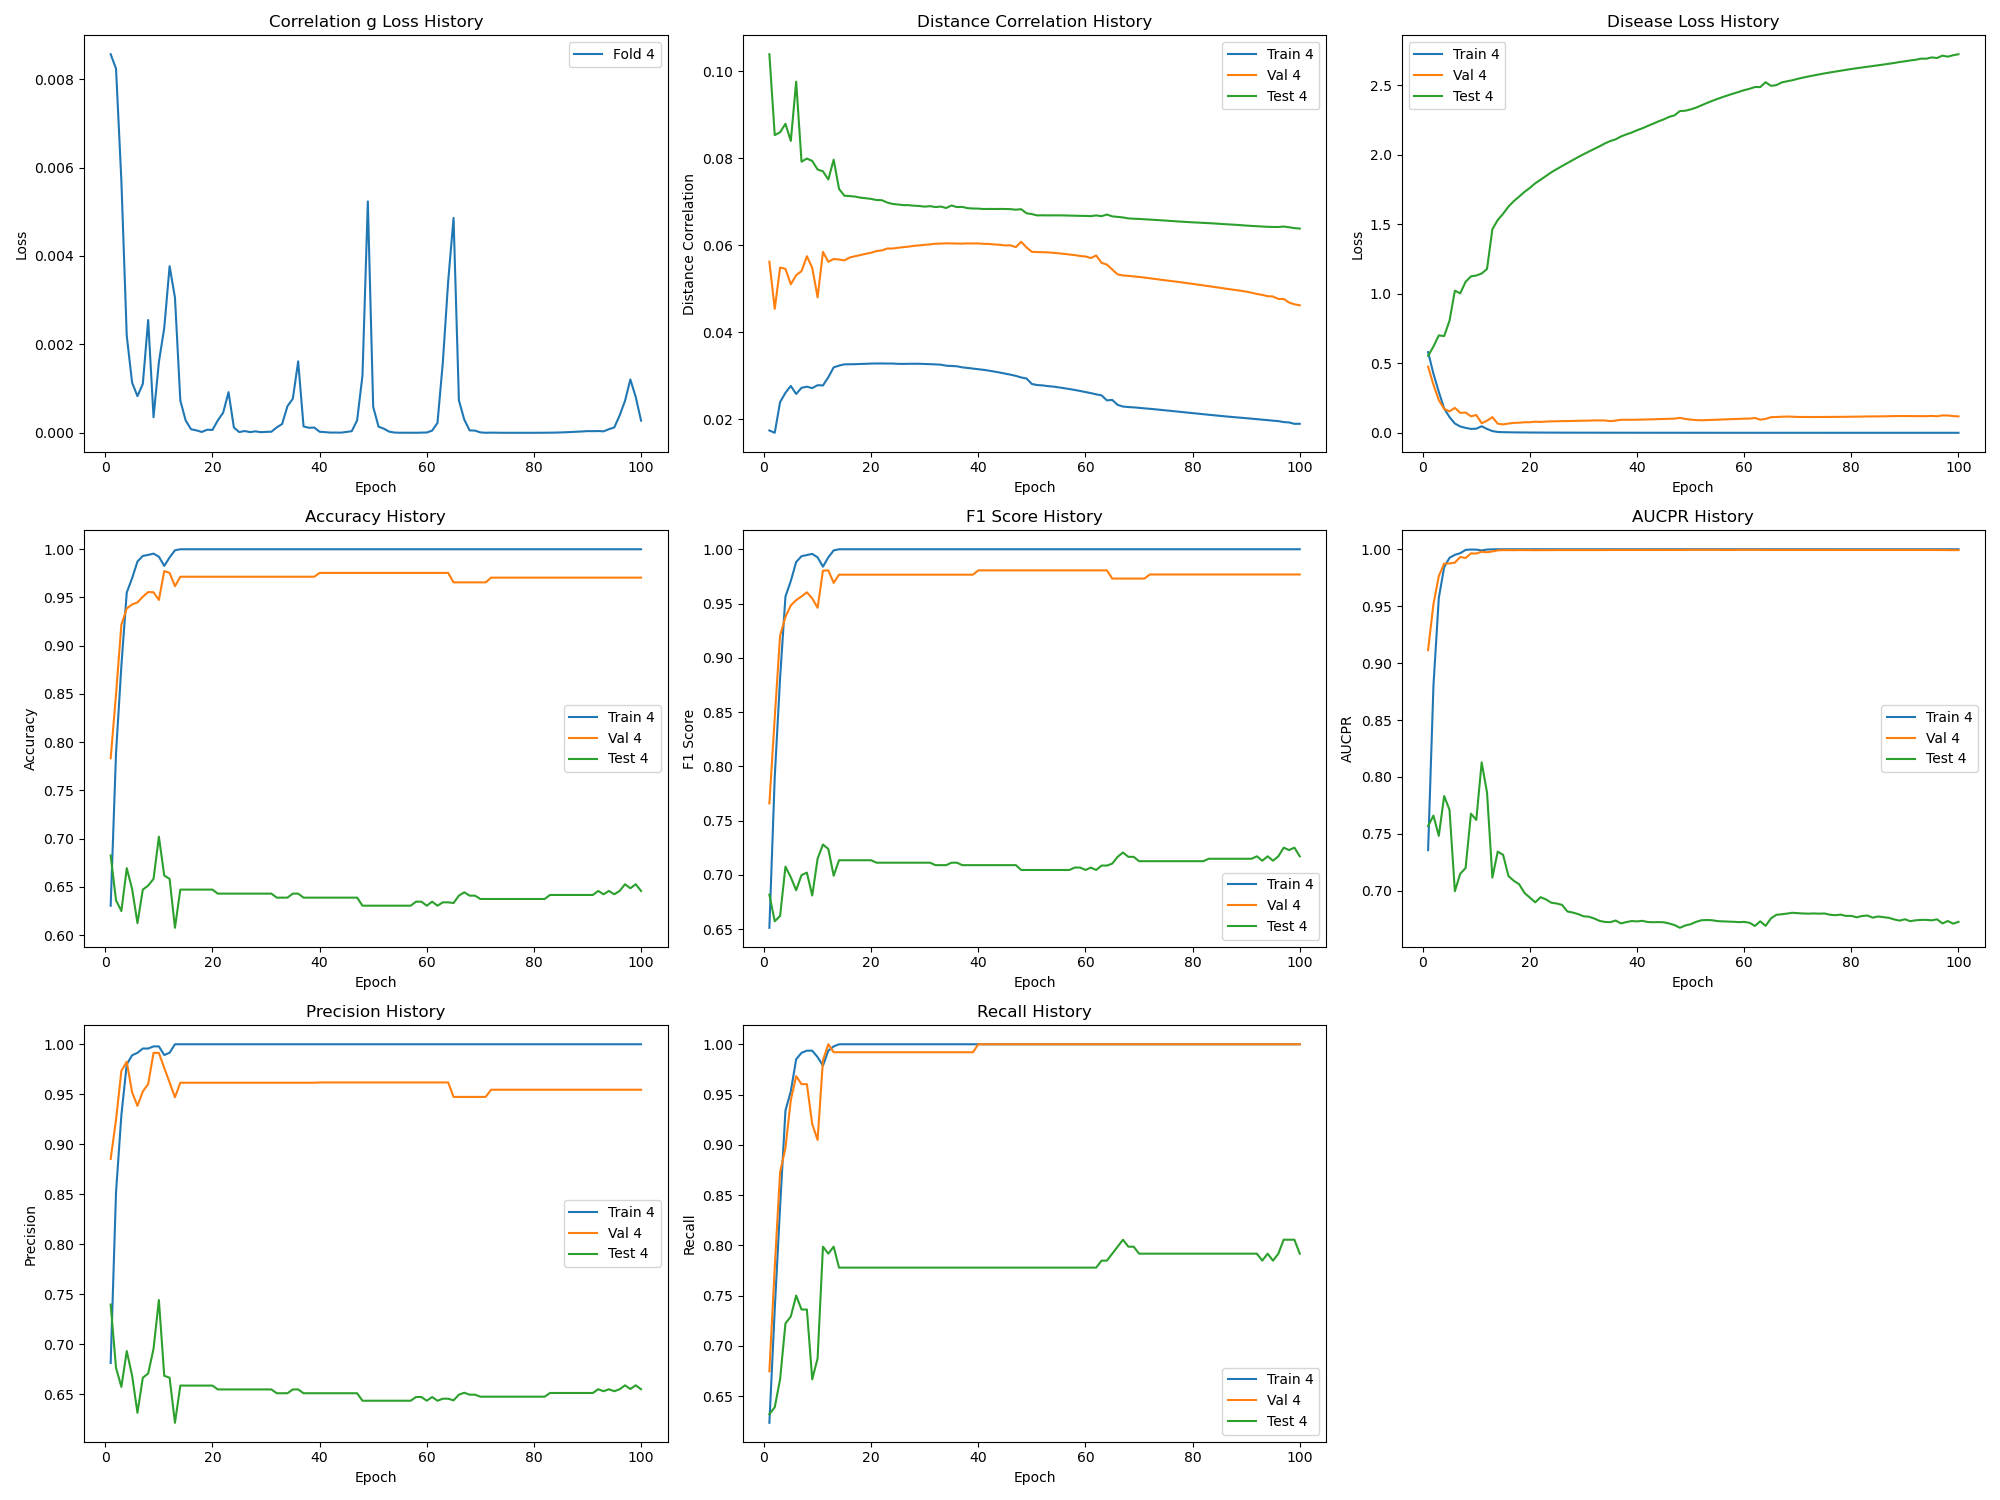 Correlation g Loss History
Loss
0.008
0.006
0.004
0.002
0.000
Fold 4
0 20 40 60 80 100
Epoch
Distance Correlation History
Distance Correlation
0.10
0.08
0.06
0.04
0.02
Train 4
Val 4
Test 4
0 20 40 60 80 100
Epoch
Disease Loss History
Loss
2.5
2.0
1.5
1.0
0.5
0.0
Train 4
Val 4
Test 4
0 20 40 60 80 100
Epoch
Accuracy History
Accuracy
1.00
0.95
0.90
0.85
0.80
0.75
0.70
0.65
0.60
Train 4
Val 4
Test 4
0 20 40 60 80 100
Epoch
F1 Score History
F1 Score
1.00
0.95
0.90
0.85
0.80
0.75
0.70
0.65
Train 4
Val 4
Test 4
0 20 40 60 80 100
Epoch
AUCPR History
AUCPR
1.00
0.95
0.90
0.85
0.80
0.75
0.70
Train 4
Val 4
Test 4
0 20 40 60 80 100
Epoch
Precision History
Precision
1.00
0.95
0.90
0.85
0.80
0.75
0.70
0.65
Train 4
Val 4
Test 4
0 20 40 60 80 100
Epoch
Recall History
Recall
1.00
0.95
0.90
0.85
0.80
0.75
0.70
0.65
Train 4
Val 4
Test 4
0 20 40 60 80 100
Epoch